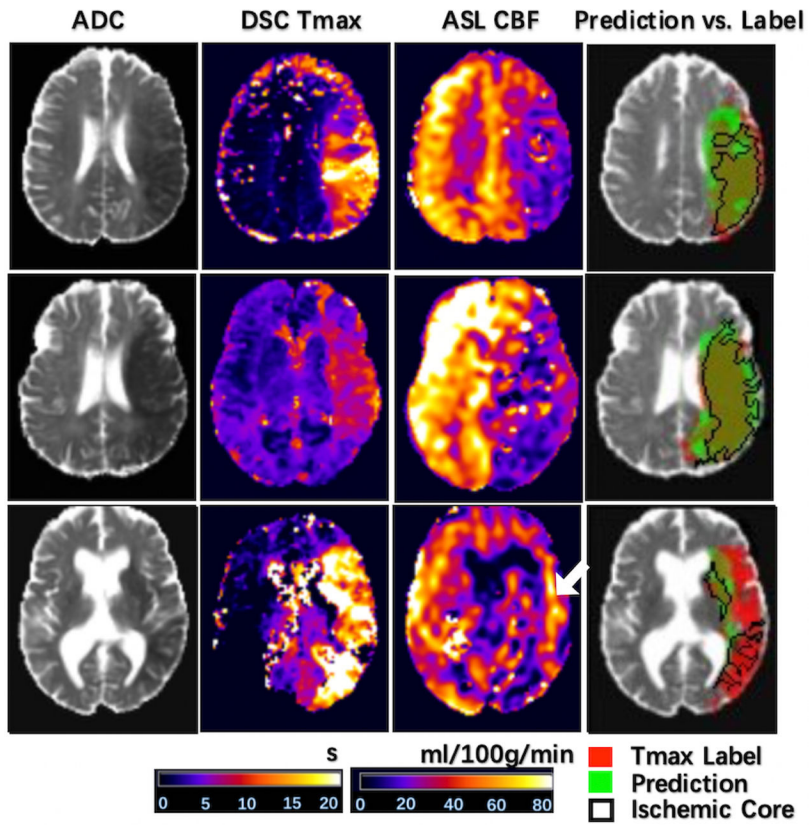 ADC DSC Tmax ASL CBF Prediction vs. Label
s ml/100g/min
0 5 10 15 20 0 20 40 60 80
Tmax Label
Prediction
Ischemic Core